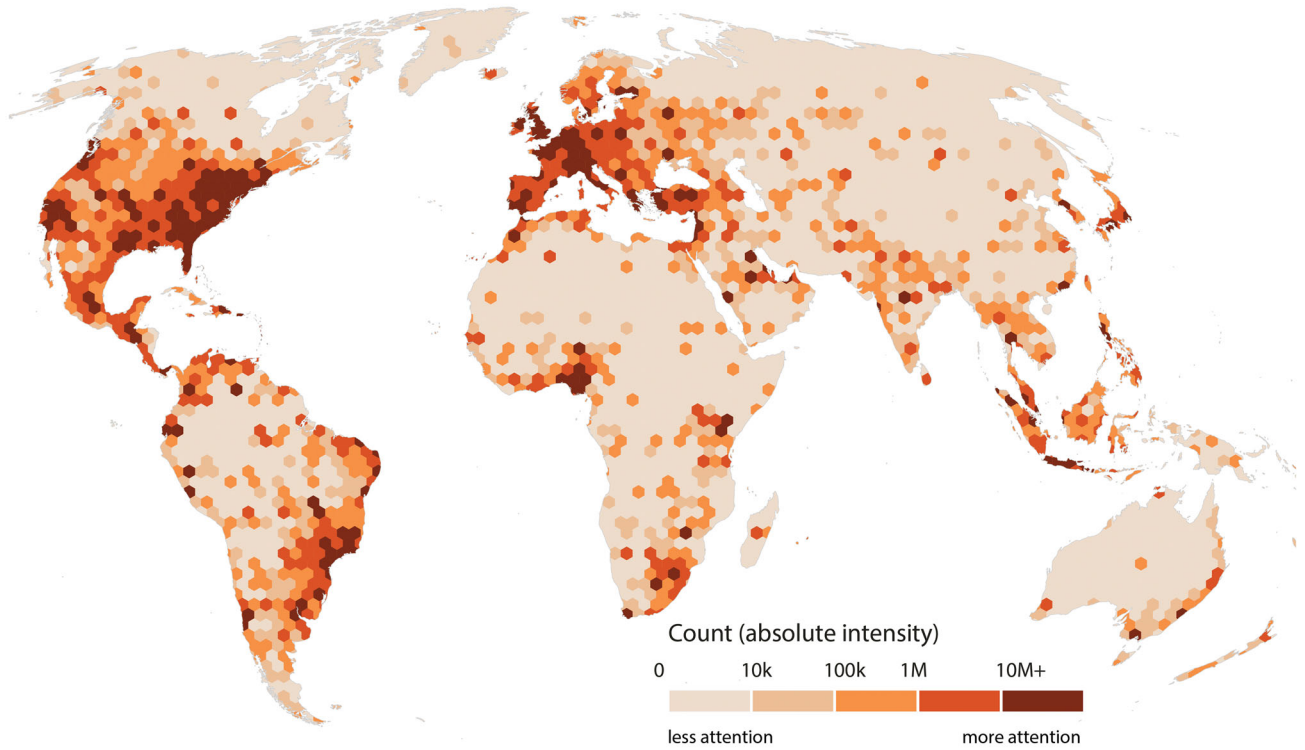 Count (absolute intensity)
0 10k 100k 1M 10M+
less attention more attention